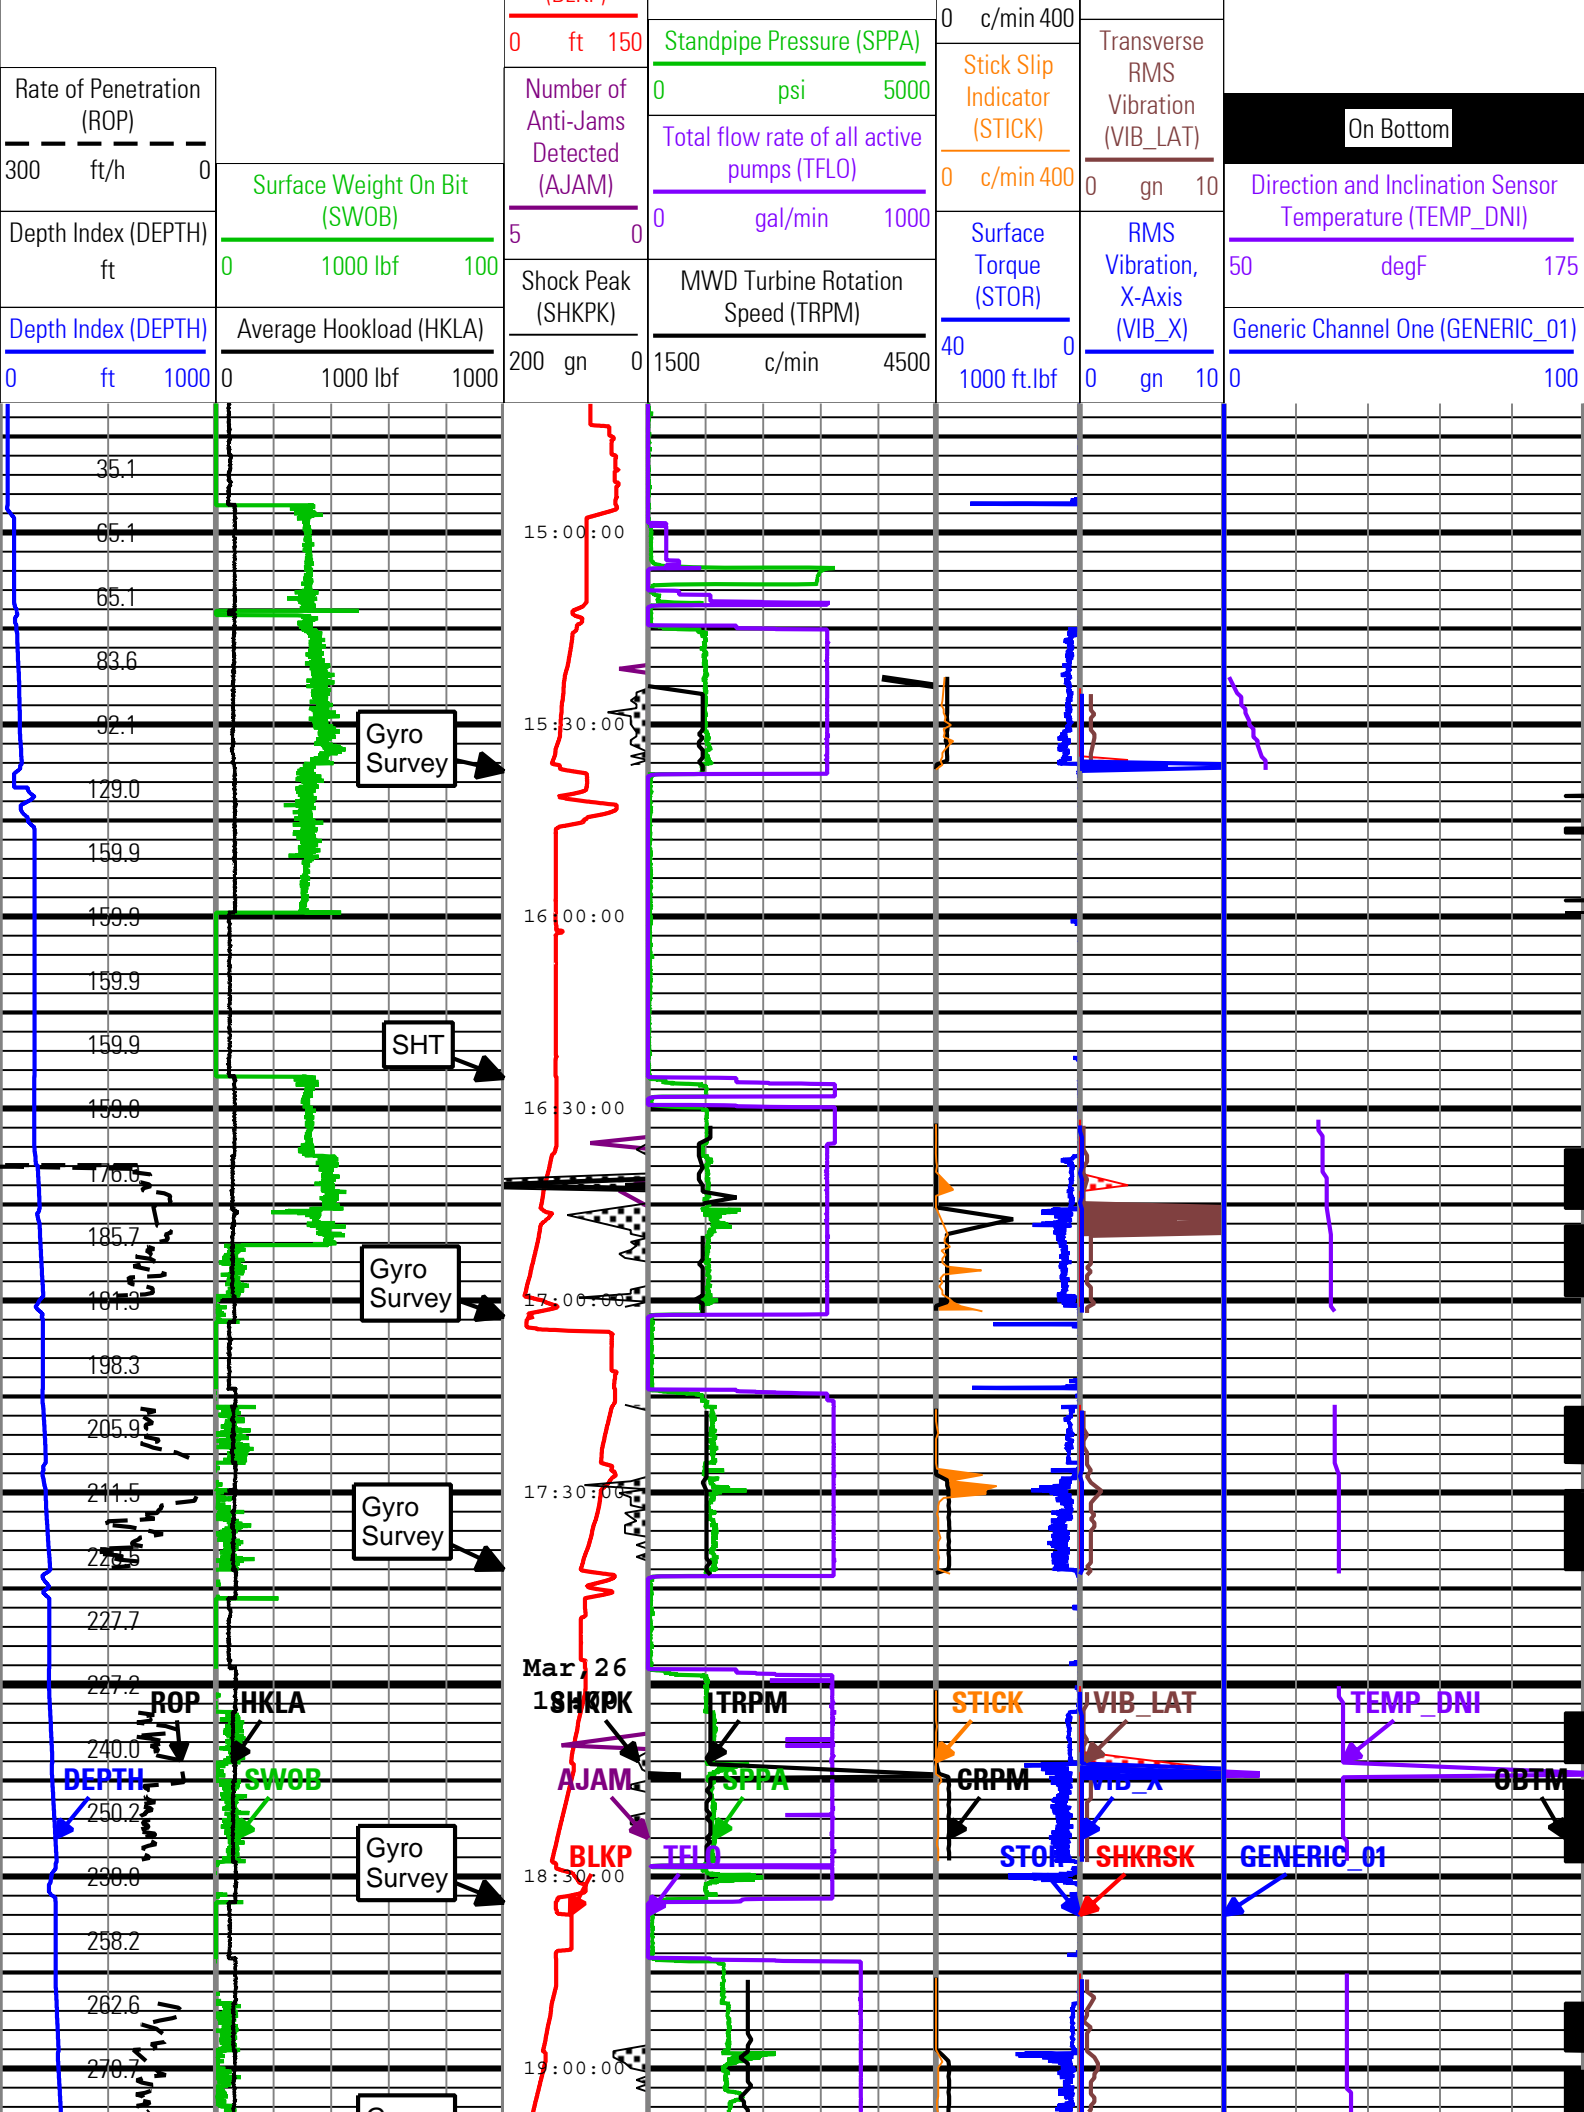 Rate of Penetration
(ROP)
300 ft/h 0
Depth Index (DEPTH)
ft
Depth Index (DEPTH)
0 ft 1000
Surface Weight On Bit
(SWOB)
0 1000 lbf 100
Average Hookload (HKLA)
0 1000 lbf 1000
0 ft 150
Number of
Anti-Jams
Detected
(AJAM)
5 0
Shock Peak
(SHKPK)
200 gn 0
Standpipe Pressure (SPPA)
0 psi 5000
Total flow rate of all active
pumps (TFLO)
0 gal/min 1000
MWD Turbine Rotation
Speed (TRPM)
1500 c/min 4500
0 c/min 400
Stick Slip
Indicator
(STICK)
0 c/min 400
Surface
Torque
(STOR)
40 0
1000 ft.lbf
Transverse
RMS
Vibration
(VIB_LAT)
0 gn 10
RMS
Vibration,
X-Axis
(VIB_X)
0 gn 10
On Bottom
Direction and Inclination Sensor
Temperature (TEMP_DNI)
50 degF 175
Generic Channel One (GENERIC_01)
0 100
35.1
65.1 15:00:00
65.1
83.6
92.1 15:30:00
Gyro
Survey
129.0
159.9
159.9 16:00:00
159.9
159.9
SHT
159.0 16:30:00
176.0
185.7
Gyro
Survey
181.3 17:00:00
198.3
205.9
211.5 17:30:00
Gyro
Survey
227.7
Mar,26
227.2
ROP HKLA SHKPK TRPM STICK VIB_LAT TEMP_DNI
240.0
DEPTH SWOB AJAM SPPA CRPM VIB_X OBTM
250.2
Gyro
Survey
BLKP TFLO STOR SHKRSK GENERIC_01
18:30:00
258.2
262.6
270.7 19:00:00